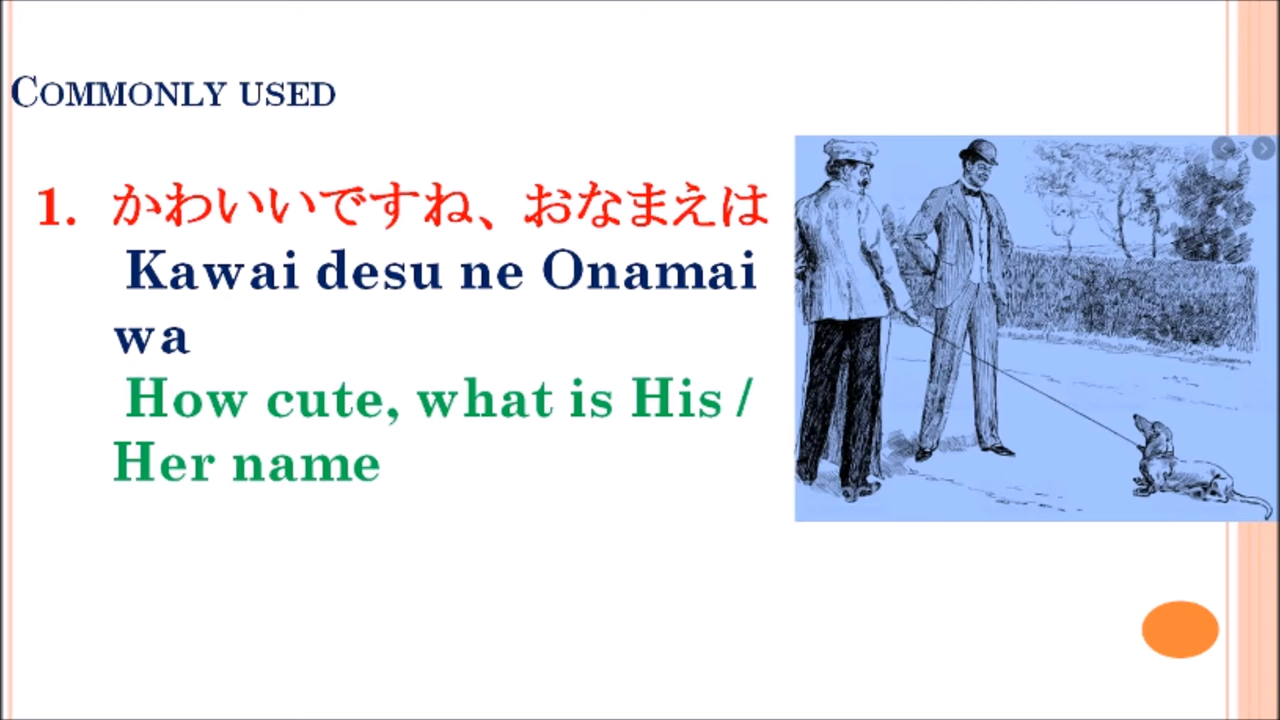 COMMONLY USED
1. かわいいですね、おなまえは
Kawai desu ne Onamai
wa
How cute, what is His /
Her name